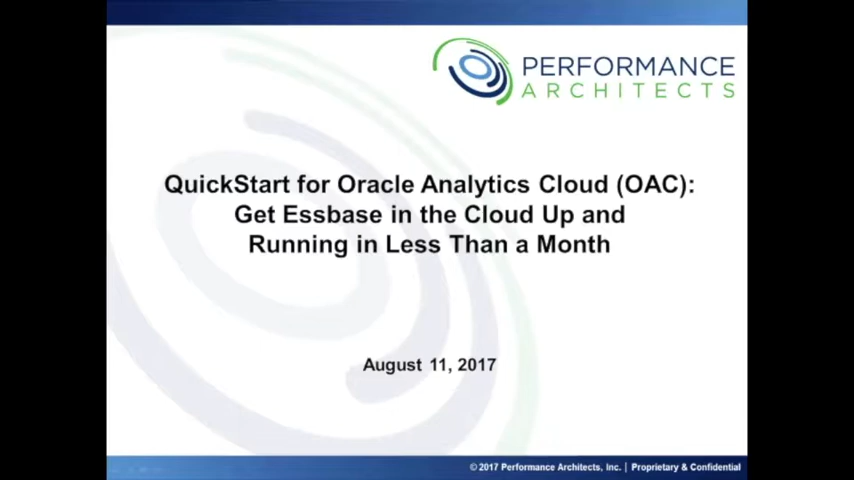 PERFORMANCE
ARCHITECTS
QuickStart for Oracle Analytics Cloud (OAC):
Get Essbase in the Cloud Up and
Running in Less Than a Month
August 11, 2017
© 2017 Performance Architects, Inc. | Proprietary & Confidential